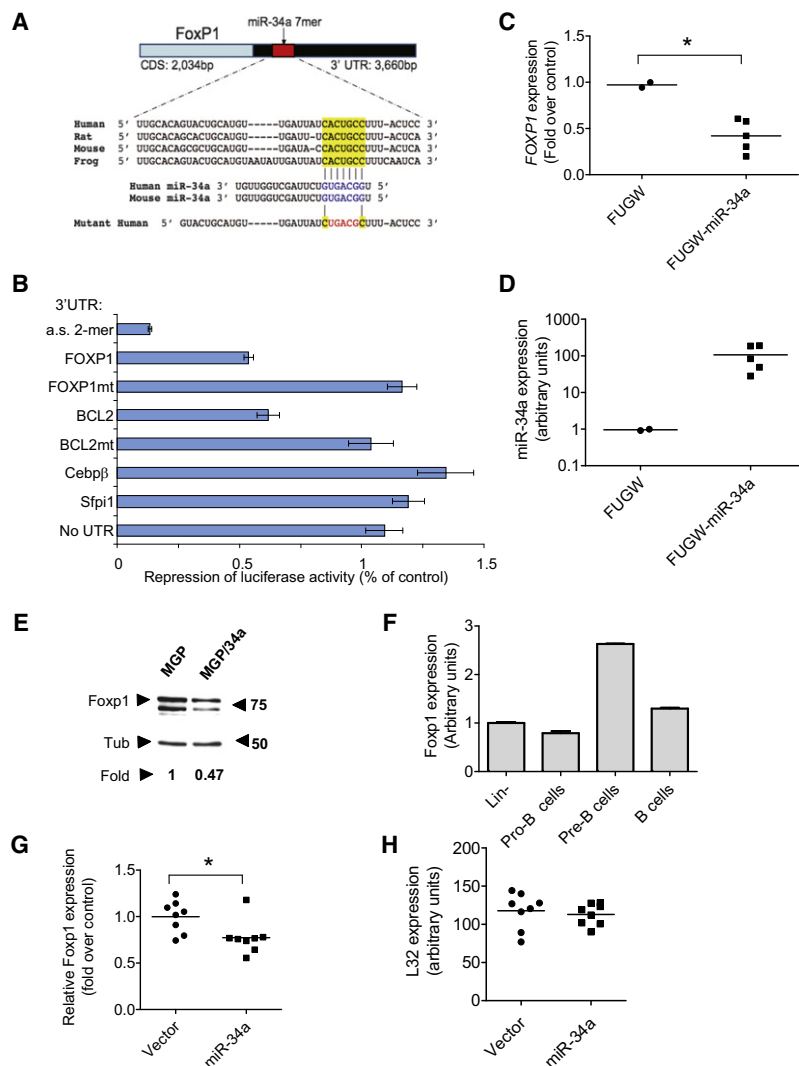 A
miR-34a 7mer
FoxP1
CDS: 2,034bp
3' UTR: 3,660bp
Human 5' UUGCACAGUACUGCAUGU-----UGAUUAUCACUGCCUUU-ACUCC 3'
Rat 5' UUGCACAGCACUGCAUGU-----UGAUU-UCACUGCCUUU-ACUCA 3'
Mouse 5' UUGCACAGCGCUGCAUGU-----UGAUA-CCACUGCCUUU-ACUCA 3'
Frog 5' UUGCACAGCACUGCAUGUAAUAUUGAUUAUCACUGCCUUUCAAUCA 3'
Human miR-34a 3' UGUUGGUCGAUUCUGUGACGGU 5'
Mouse miR-34a 3' UGUUGGUCGAUUCUGUGACGGU 5'
Mutant Human 5' GUACUGCAUGU-----UGAUUAUCUGACGCUUU-ACUCC 3'
B
3'UTR:
a.s. 2-mer
FOXP1
FOXP1mt
BCL2
BCL2mt
Cebpβ
Sfpi1
No UTR
0 0.5 1 1.5
Repression of luciferase activity (% of control)
C
FOXP1 expression
(Fold over control)
1.5
1.0
0.5
0.0
*
FUGW
FUGW-miR-34a
D
miR-34a expression
(arbitrary units)
1000
100
10
1
0.1
FUGW
FUGW-miR-34a
E
MGP
MGP/34a
Foxp1
75
Tub
50
Fold 1 0.47
F
Foxp1 expression
(Arbitrary units)
3
2
1
0
Lin-
Pro-B cells
Pre-B cells
B cells
G
Relative Foxp1 expression
(fold over control)
1.5
1.0
0.5
0.0
*
Vector
miR-34a
H
L32 expression
(arbitrary units)
200
150
100
50
0
Vector
miR-34a